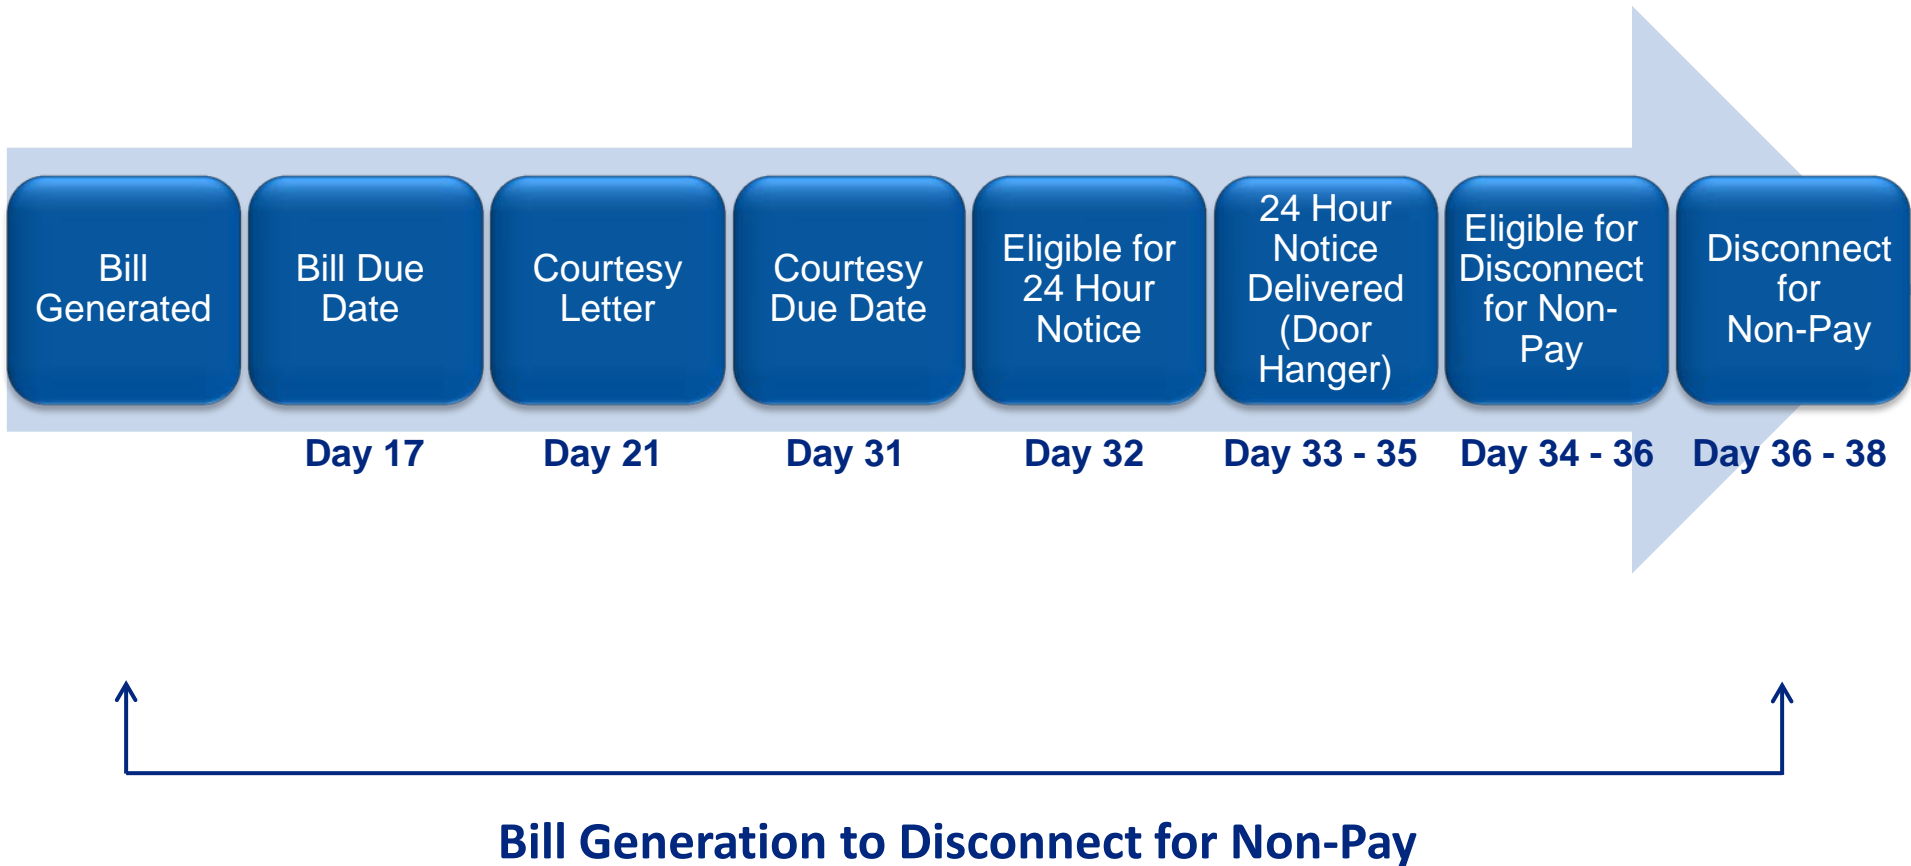 Bill
Generated
Bill Due
Date
Courtesy
Letter
Courtesy
Due Date
Eligible for
24 Hour
Notice
24 Hour
Notice
Delivered
(Door
Hanger)
Eligible for
Disconnect
for Non-
Pay
Disconnect
for
Non-Pay
Day 17
Day 21
Day 31
Day 32
Day 33 - 35
Day 34 - 36
Day 36 - 38
Bill Generation to Disconnect for Non-Pay